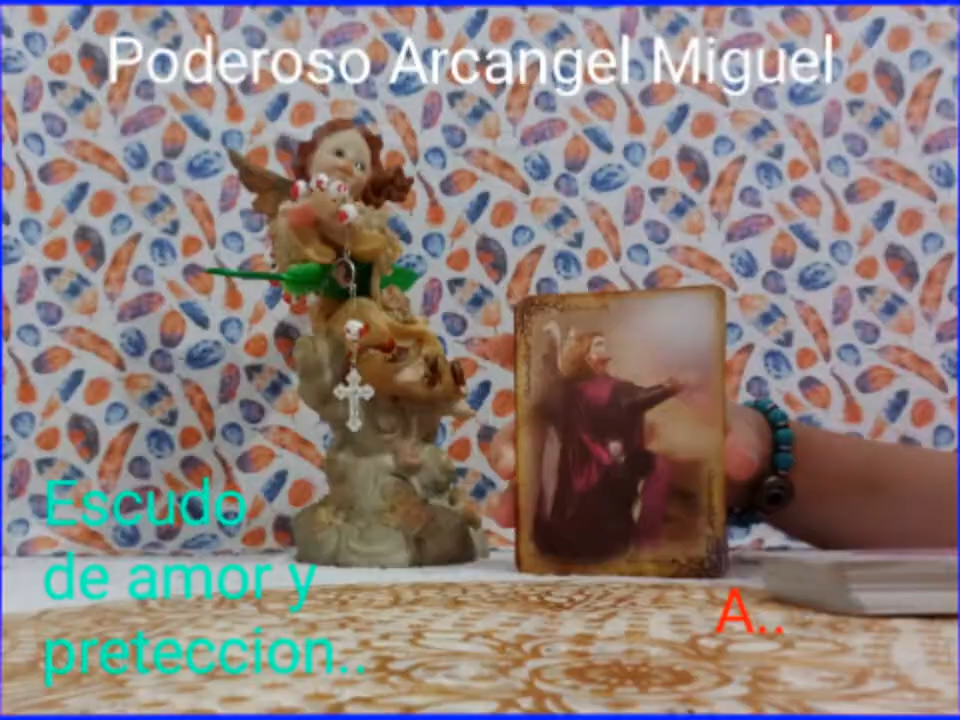 Poderoso Arcangel Miguel
Escudo
de amor y
preteccion..
A..